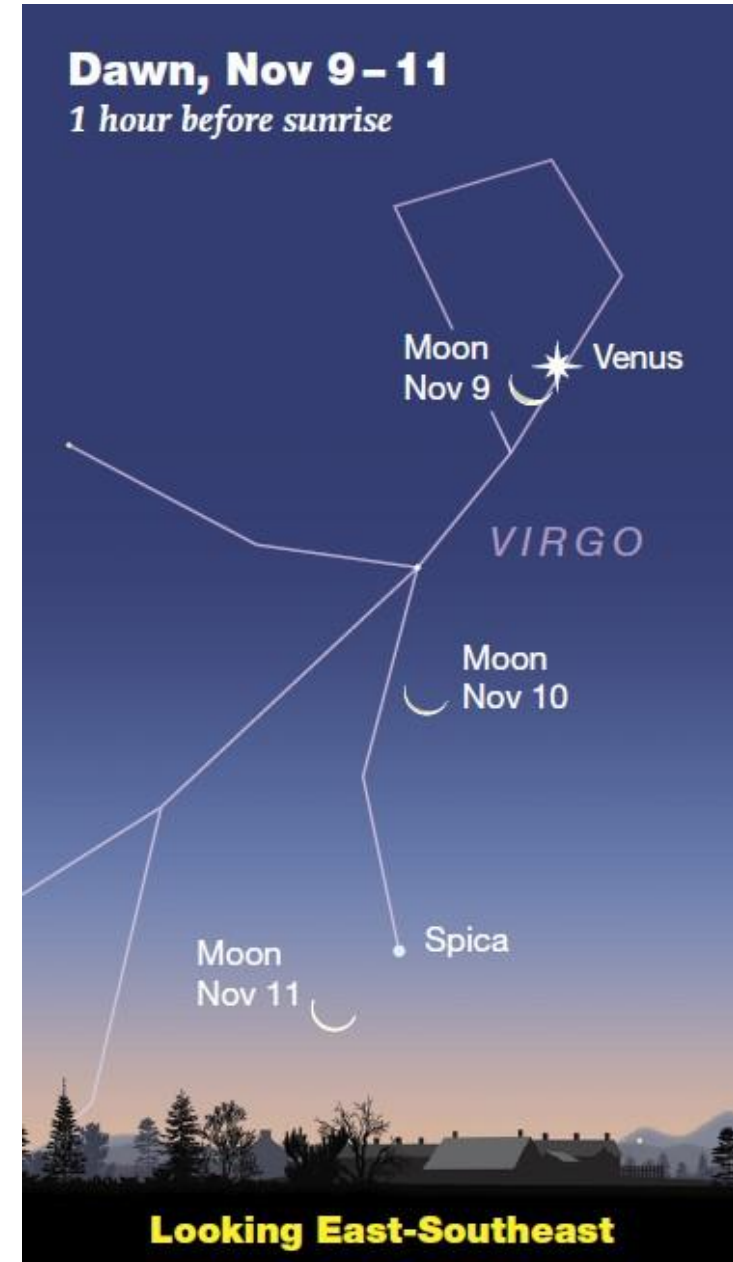 Dawn, Nov 9–11
1 hour before sunrise
Moon
Nov 9
Venus
VIRGO
Moon
Nov 10
Spica
Moon
Nov 11
Looking East-Southeast